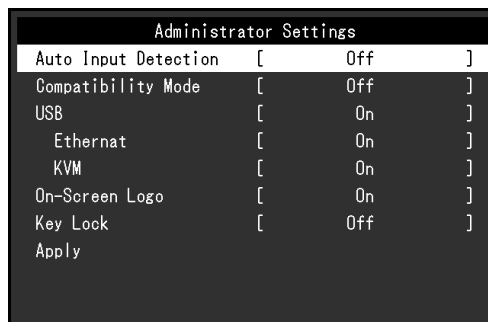 Administrator Settings
Auto Input Detection [ Off ]
Compatibility Mode [ Off ]
USB [ On ]
Ethernat [ On ]
KVM [ On ]
On-Screen Logo [ On ]
Key Lock [ Off ]
Apply